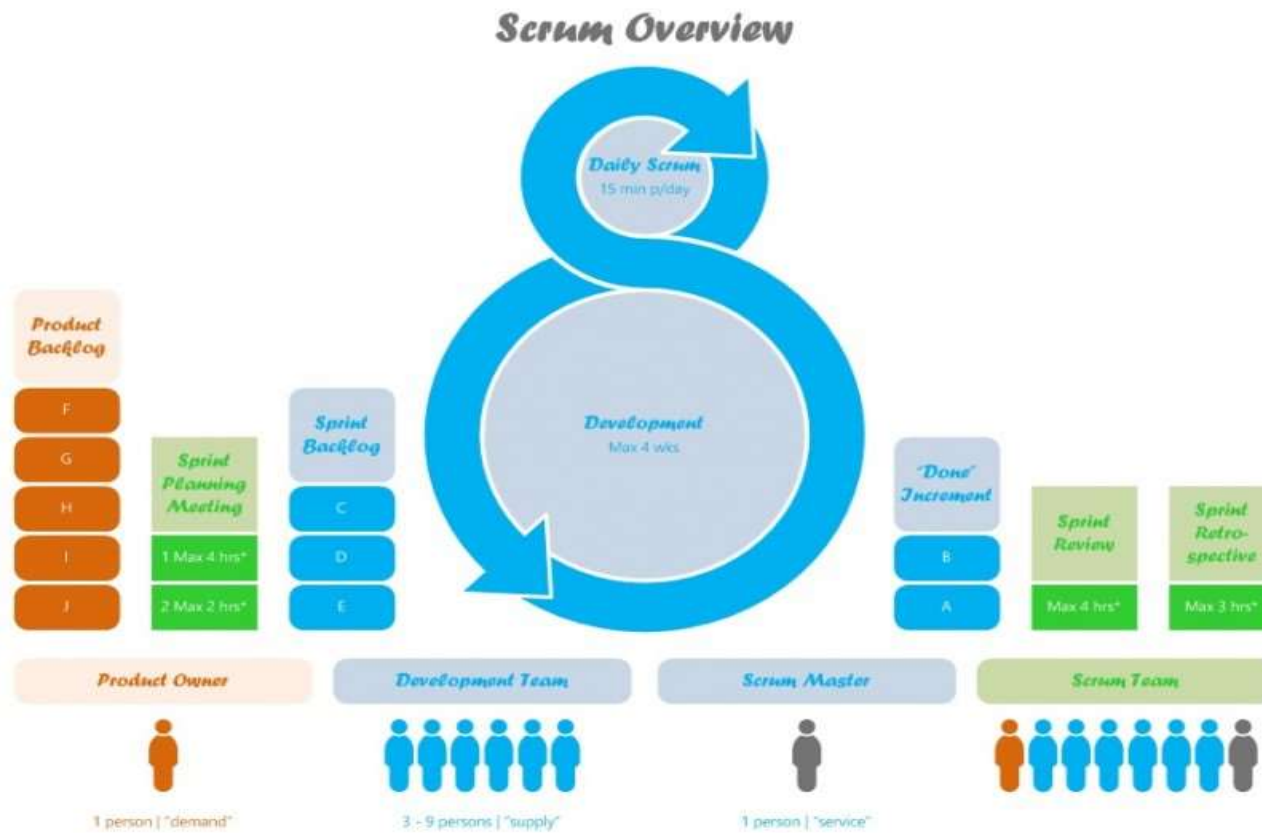 Scrum Overview
Daily Scrum
15 min p/day
Product
Backlog
F
G
H
I
J
Sprint
Planning
Meeting
1 Max 4 hrs*
2 Max 2 hrs*
Sprint
Backlog
C
D
E
Development
Max 4 wks
"Done"
Increment
B
A
Sprint
Review
Max 4 hrs*
Sprint
Retro-
spective
Max 3 hrs*
Product Owner
Development Team
Scrum Master
Scrum Team
1 person | "demand"
3 - 9 persons | "supply"
1 person | "service"